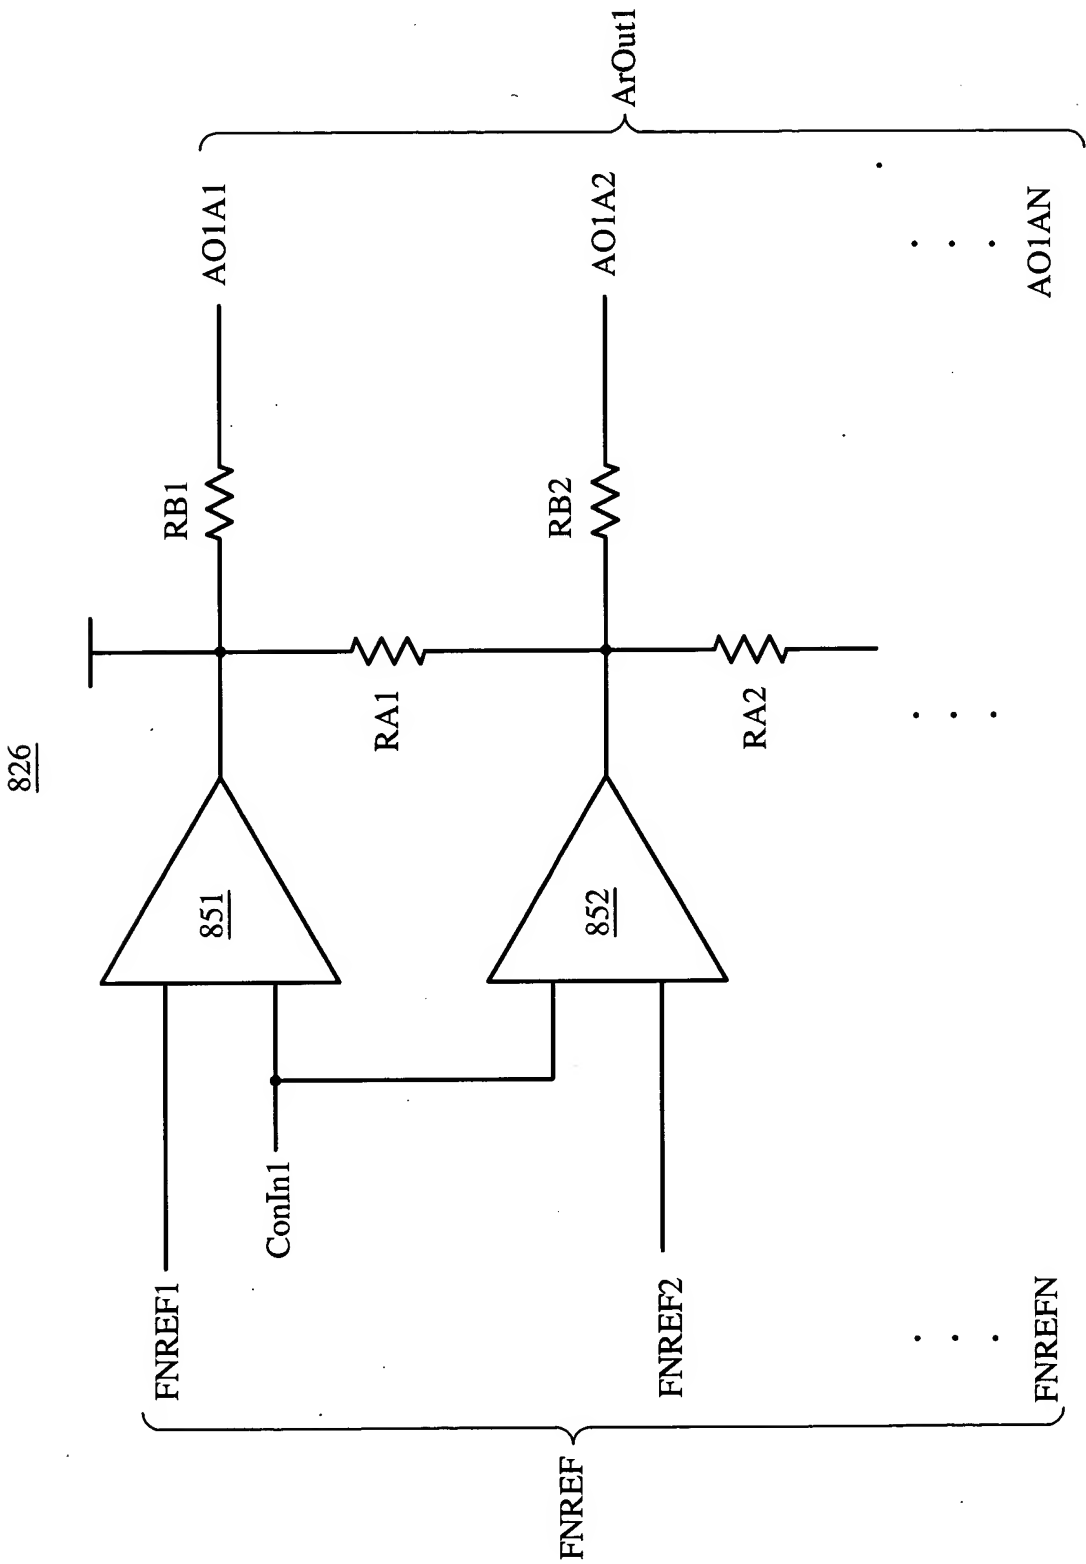 826
FNREF
FNREF1
ConIn1
FNREF2
FNREFN
851
852
RA1
RA2
RB1
RB2
AO1A1
AO1A2
AO1AN
ArOut1